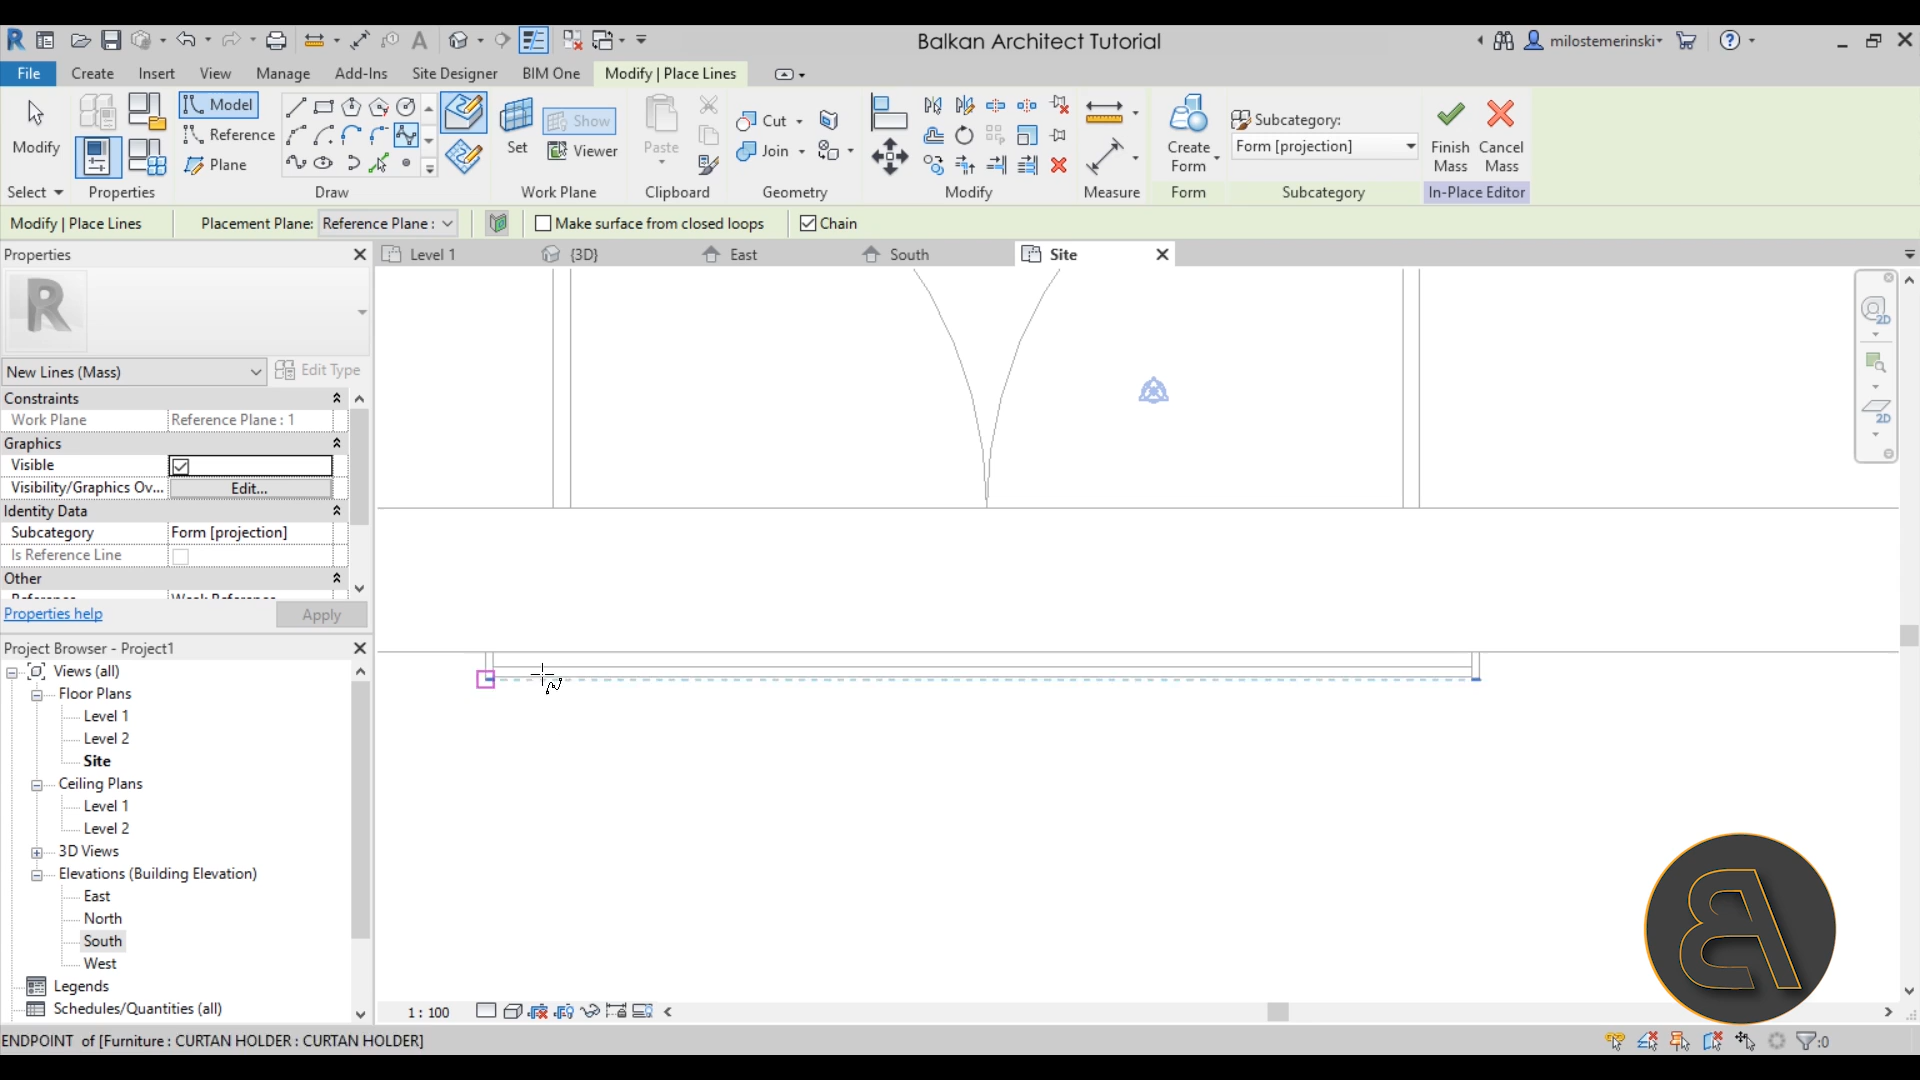 Balkan Architect Tutorial
milostemerinski
File
Create
Insert
View
Manage
Add-Ins
Site Designer
BIM One
Modify | Place Lines
Modify
Select
Properties
Model
Reference
Plane
Draw
Set
Show
Viewer
Work Plane
Paste
Clipboard
Cut
Join
Geometry
Modify
Measure
Create
Form
Form
Subcategory:
Form [projection]
Subcategory
Finish
Mass
Cancel
Mass
In-Place Editor
Modify | Place Lines
Placement Plane:
Reference Plane :
Make surface from closed loops
Chain
Properties
Level 1
{3D}
East
South
Site
R
New Lines (Mass)
Edit Type
Constraints
Work Plane
Reference Plane : 1
Graphics
Visible
Visibility/Graphics Ov...
Edit...
Identity Data
Subcategory
Form [projection]
Is Reference Line
Other
Properties help
Apply
Project Browser - Project1
Views (all)
Floor Plans
Level 1
Level 2
Site
Ceiling Plans
Level 1
Level 2
3D Views
Elevations (Building Elevation)
East
North
South
West
Legends
Schedules/Quantities (all)
2D
2D
1 : 100
ENDPOINT of [Furniture : CURTAN HOLDER : CURTAN HOLDER]
:0